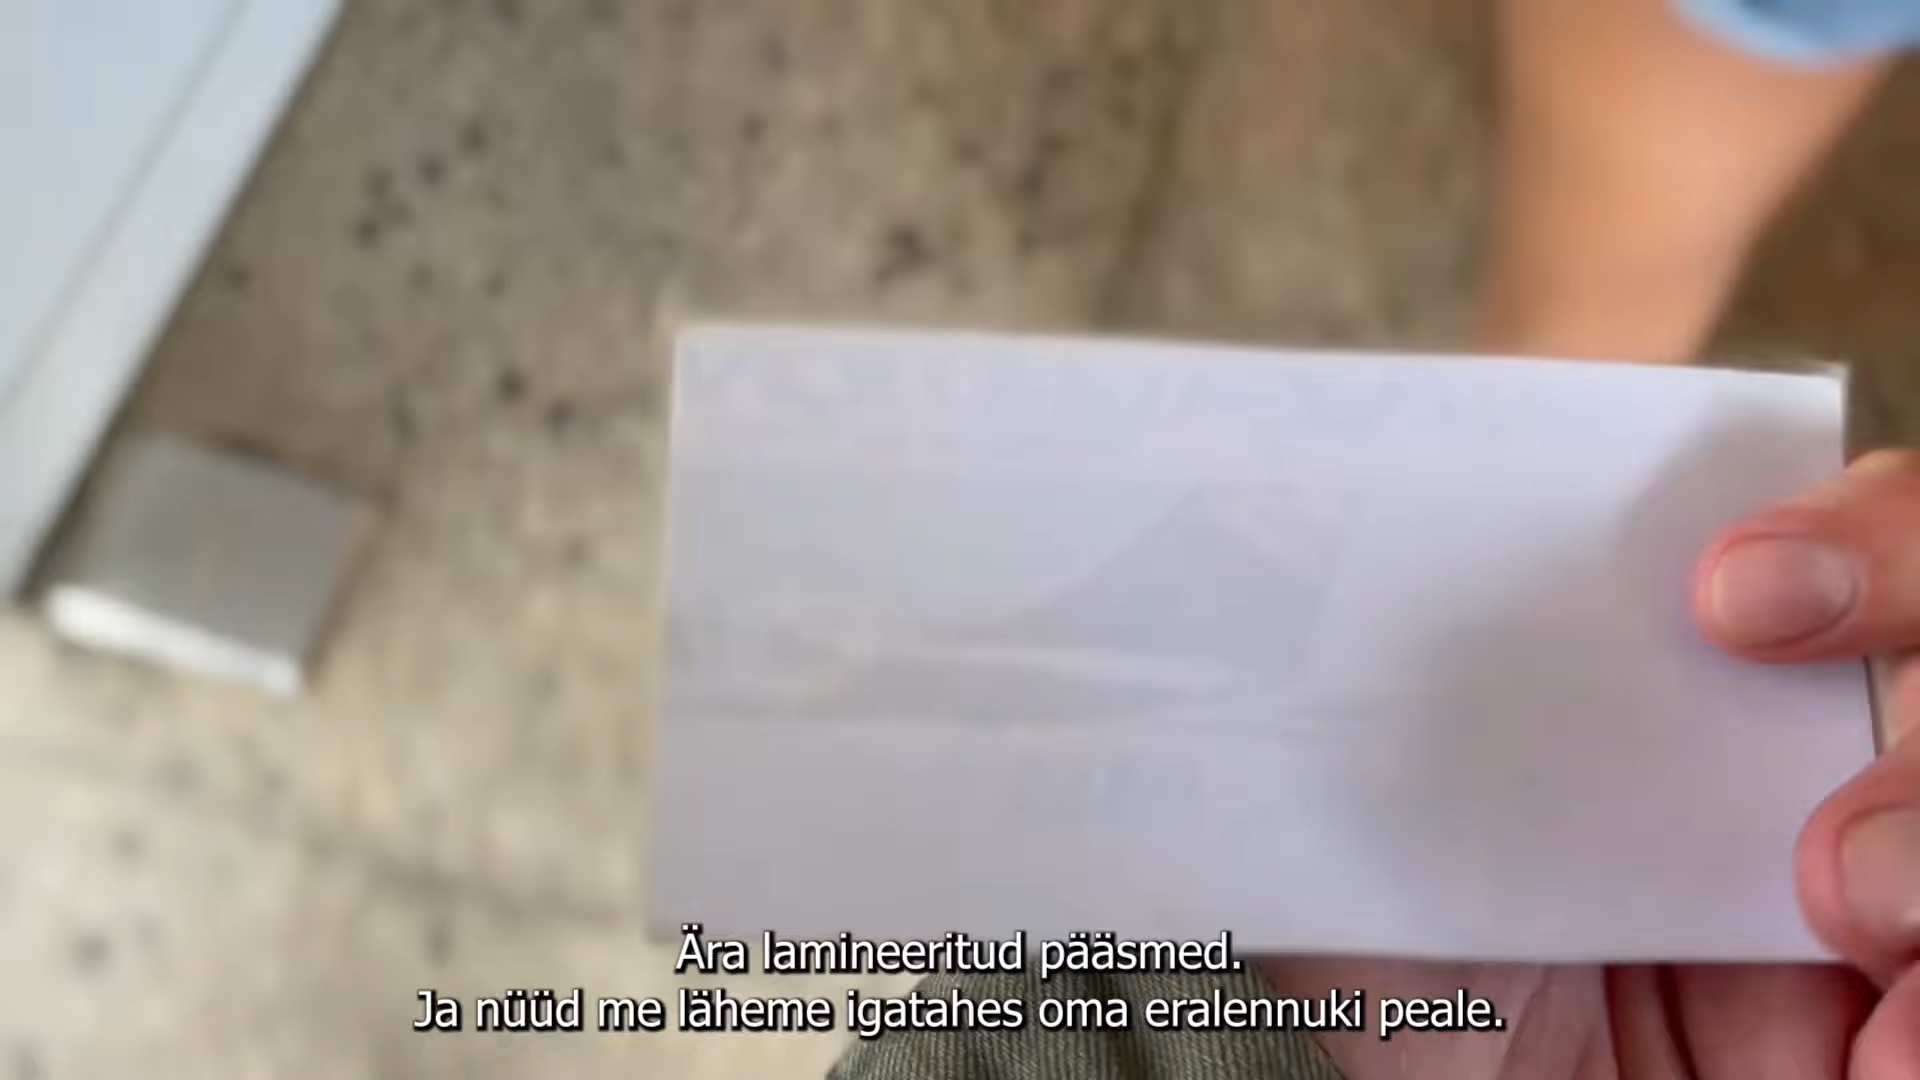 Ära lamineeritud pääsmed.
Ja nüüd me läheme igatahes oma eralennuki peale.